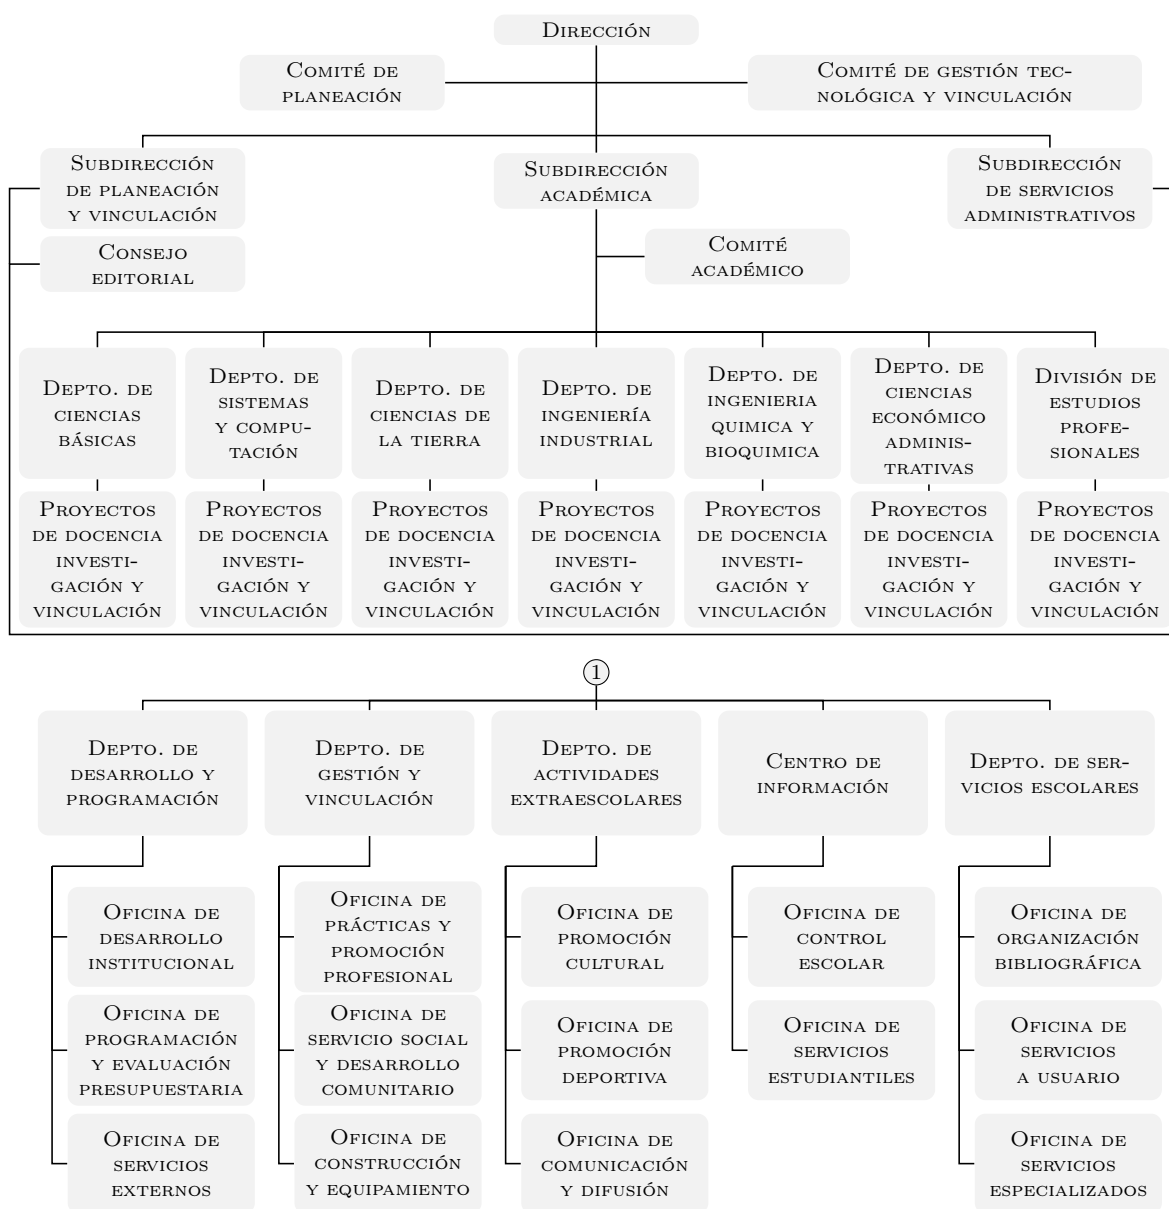 Dirección
Comité de
planeación
Comité de gestión tec-
nológica y vinculación
Subdirección
de planeación
y vinculación
Subdirección
académica
Subdirección
de servicios
administrativos
Consejo
editorial
Comité
académico
Depto. de
ciencias
básicas
Depto. de
sistemas
y compu-
tación
Depto. de
ciencias de
la tierra
Depto. de
ingeniería
industrial
Depto. de
ingenieria
quimica y
bioquimica
Depto. de
ciencias
económico
adminis-
trativas
División de
estudios
profe-
sionales
Proyectos
de docencia
investi-
gación y
vinculación
Proyectos
de docencia
investi-
gación y
vinculación
Proyectos
de docencia
investi-
gación y
vinculación
Proyectos
de docencia
investi-
gación y
vinculación
Proyectos
de docencia
investi-
gación y
vinculación
Proyectos
de docencia
investi-
gación y
vinculación
Proyectos
de docencia
investi-
gación y
vinculación
1
Depto. de
desarrollo y
programación
Depto. de
gestión y
vinculación
Depto. de
actividades
extraescolares
Centro de
información
Depto. de ser-
vicios escolares
Oficina de
desarrollo
institucional
Oficina de
prácticas y
promoción
profesional
Oficina de
promoción
cultural
Oficina de
control
escolar
Oficina de
organización
bibliográfica
Oficina de
programación
y evaluación
presupuestaria
Oficina de
servicio social
y desarrollo
comunitario
Oficina de
promoción
deportiva
Oficina de
servicios
estudiantiles
Oficina de
servicios
a usuario
Oficina de
servicios
externos
Oficina de
construcción
y equipamiento
Oficina de
comunicación
y difusión
Oficina de
servicios
especializados